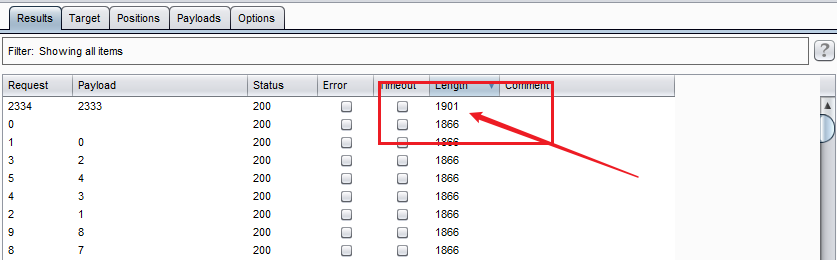 Results Target Positions Payloads Options
Filter: Showing all items ?
Request Payload Status Error Timeout Length Comment
2334 2333 200 1901
0 200 1866
1 0 200 1866
3 2 200 1866
5 4 200 1866
4 3 200 1866
2 1 200 1866
9 8 200 1866
8 7 200 1866